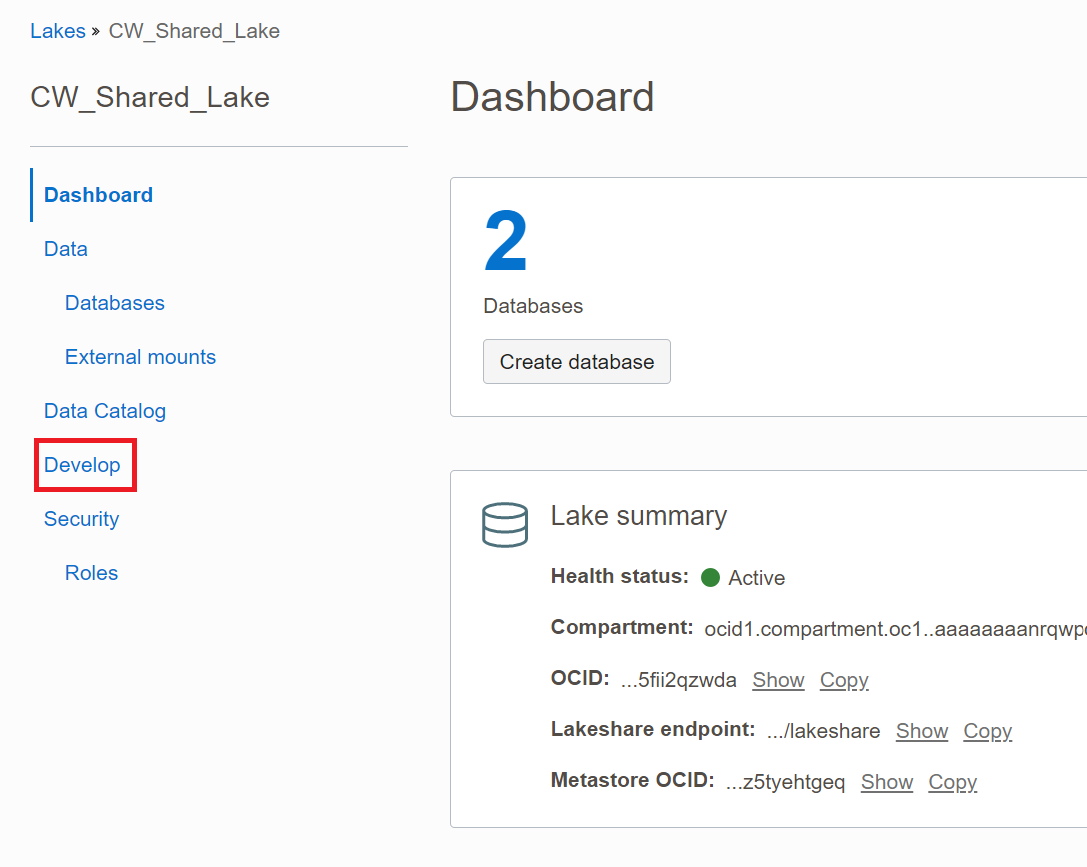 Lakes » CW_Shared_Lake
CW_Shared_Lake
Dashboard
Data
Databases
External mounts
Data Catalog
Develop
Security
Roles
Dashboard
2
Databases
Create database
Lake summary
Health status: Active
Compartment: ocid1.compartment.oc1..aaaaaaaanrqwp
OCID: ...5fii2qzwda Show Copy
Lakeshare endpoint: .../lakeshare Show Copy
Metastore OCID: ...z5tyehtgeq Show Copy